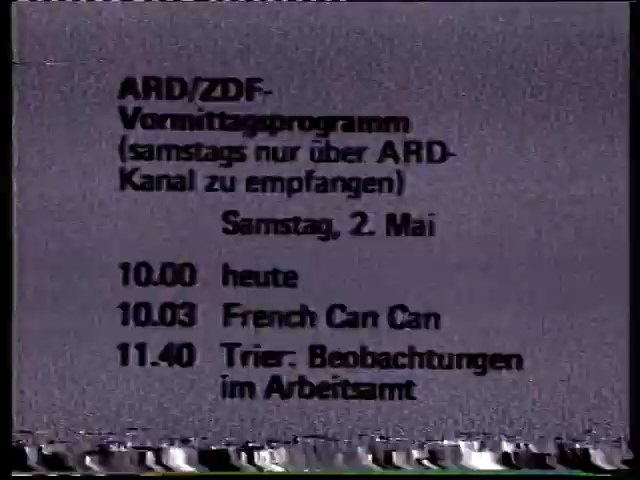 ARD/ZDF-
Vormittagsprogramm
(samstags nur über ARD-
Kanal zu empfangen)
Samstag, 2. Mai
10.00 heute
10.03 French Can Can
11.40 Trier: Beobachtungen
im Arbeitsamt